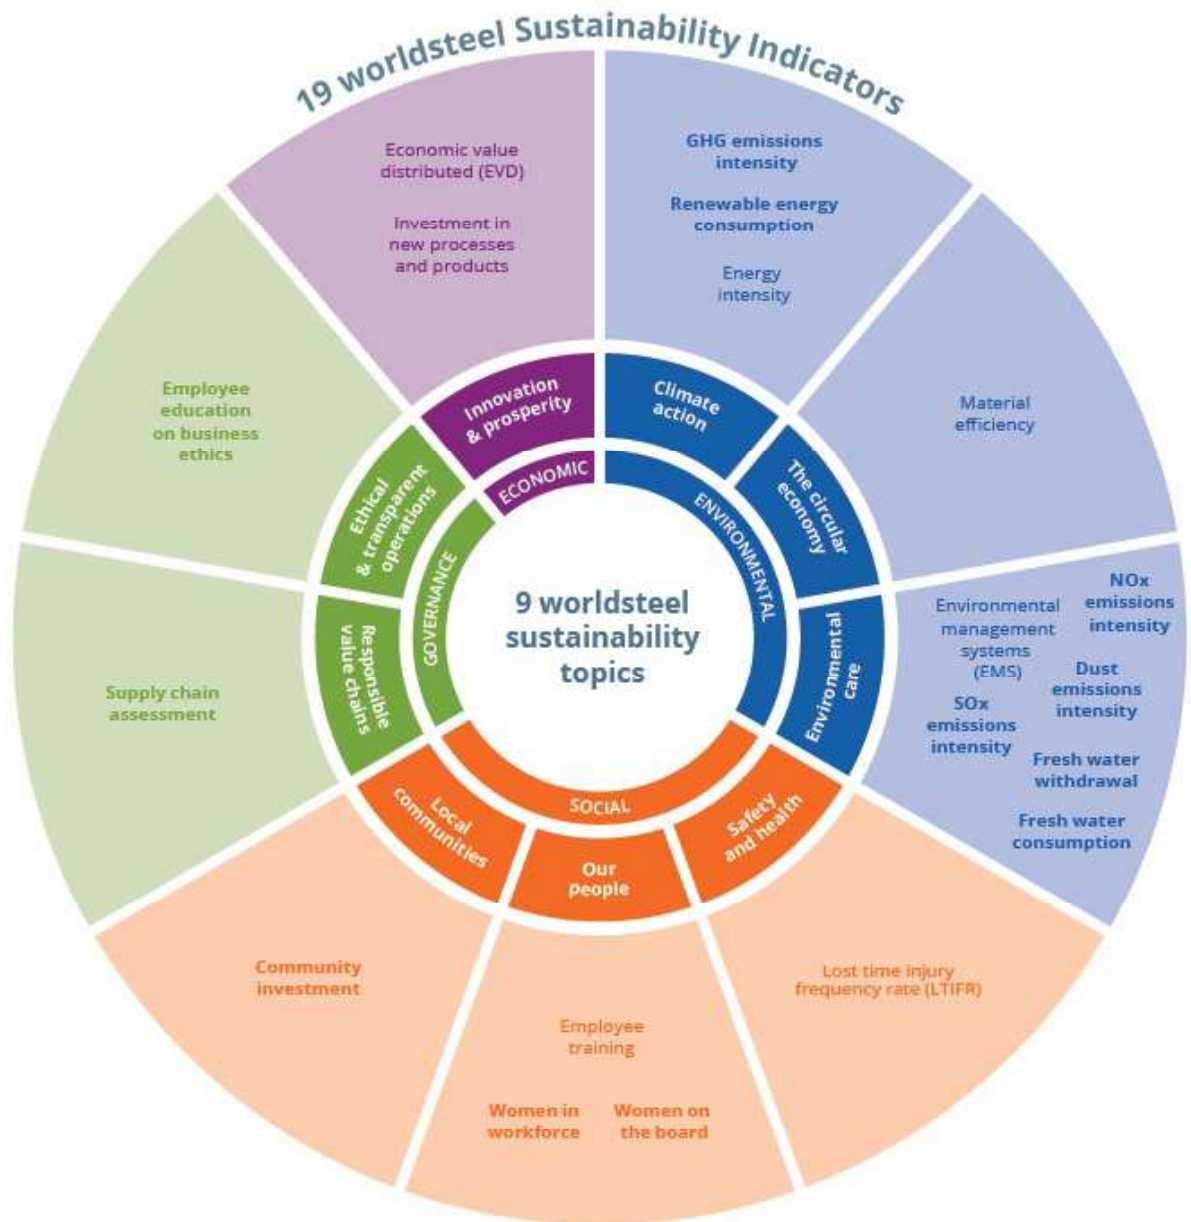 19 worldsteel Sustainability Indicators
Economic value
distributed (EVD)
Investment in
new processes
and products
GHG emissions
intensity
Renewable energy
consumption
Energy
intensity
Material
efficiency
NOx
emissions
intensity
Environmental
management
systems
(EMS)
Dust
emissions
intensity
SOx
emissions
intensity
Fresh water
withdrawal
Fresh water
consumption
Lost time Injury
frequency rate (LTIFR)
Employee
training
Women in
workforce
Women on
the board
Community
investment
Supply chain
assessment
Employee
education
on business
ethics
Innovation
& prosperity
Climate
action
The circular
economy
Environmental
care
Safety
and health
Our
people
Local
communities
Responsible
value chains
Ethical
& transparent
operations
ECONOMIC
ENVIRONMENTAL
SOCIAL
GOVERNANCE
9 worldsteel
sustainability
topics